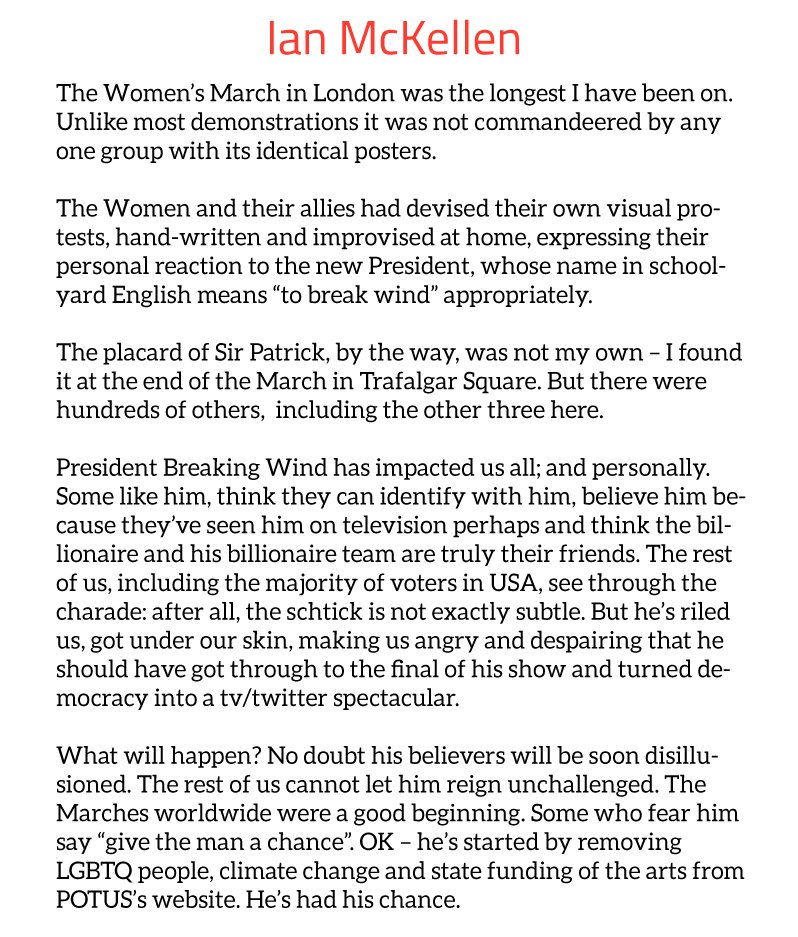 Ian McKellen
The Women’s March in London was the longest I have been on.
Unlike most demonstrations it was not commandeered by any
one group with its identical posters.
The Women and their allies had devised their own visual pro-
tests, hand-written and improvised at home, expressing their
personal reaction to the new President, whose name in school-
yard English means “to break wind” appropriately.
The placard of Sir Patrick, by the way, was not my own – I found
it at the end of the March in Trafalgar Square. But there were
hundreds of others,  including the other three here.
President Breaking Wind has impacted us all; and personally.
Some like him, think they can identify with him, believe him be-
cause they’ve seen him on television perhaps and think the bil-
lionaire and his billionaire team are truly their friends. The rest
of us, including the majority of voters in USA, see through the
charade: after all, the schtick is not exactly subtle. But he’s riled
us, got under our skin, making us angry and despairing that he
should have got through to the final of his show and turned de-
mocracy into a tv/twitter spectacular.
What will happen? No doubt his believers will be soon disillu-
sioned. The rest of us cannot let him reign unchallenged. The
Marches worldwide were a good beginning. Some who fear him
say “give the man a chance”. OK – he’s started by removing
LGBTQ people, climate change and state funding of the arts from
POTUS’s website. He’s had his chance.